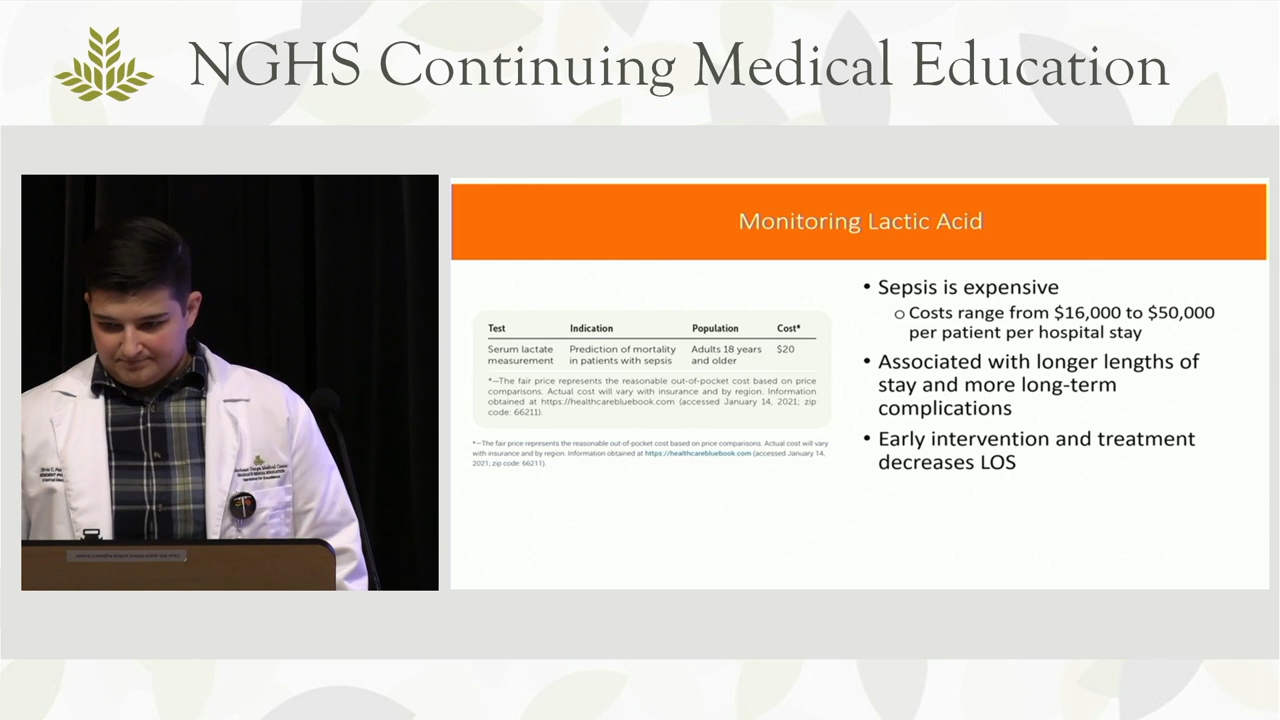 NGHS Continuing Medical Education
Monitoring Lactic Acid
Test Indication Population Cost*
Serum lactate Prediction of mortality Adults 18 years $20
measurement in patients with sepsis and older
*—The fair price represents the reasonable out-of-pocket cost based on price
comparisons. Actual cost will vary with insurance and by region. Information
obtained at https://healthcarebluebook.com (accessed January 14, 2021; zip
code: 66211).
*—The fair price represents the reasonable out-of-pocket cost based on price comparisons. Actual cost will vary
with insurance and by region. Information obtained at https://healthcarebluebook.com (accessed January 14,
2021; zip code: 66211).
• Sepsis is expensive
o Costs range from $16,000 to $50,000
per patient per hospital stay
• Associated with longer lengths of
stay and more long-term
complications
• Early intervention and treatment
decreases LOS